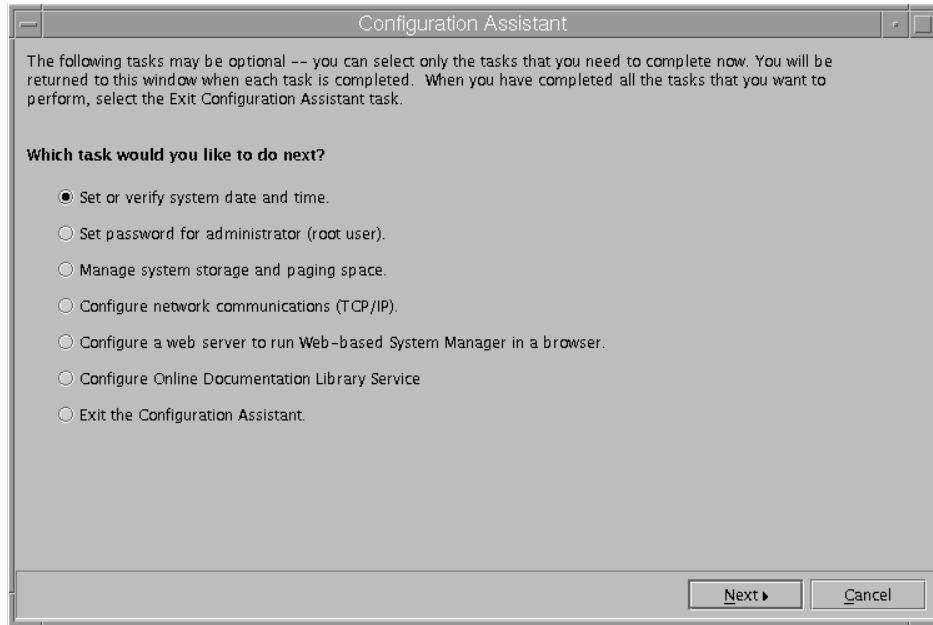 Configuration Assistant
The following tasks may be optional -- you can select only the tasks that you need to complete now. You will be
returned to this window when each task is completed. When you have completed all the tasks that you want to
perform, select the Exit Configuration Assistant task.
Which task would you like to do next?
Set or verify system date and time.
Set password for administrator (root user).
Manage system storage and paging space.
Configure network communications (TCP/IP).
Configure a web server to run Web-based System Manager in a browser.
Configure Online Documentation Library Service
Exit the Configuration Assistant.
Next
Cancel